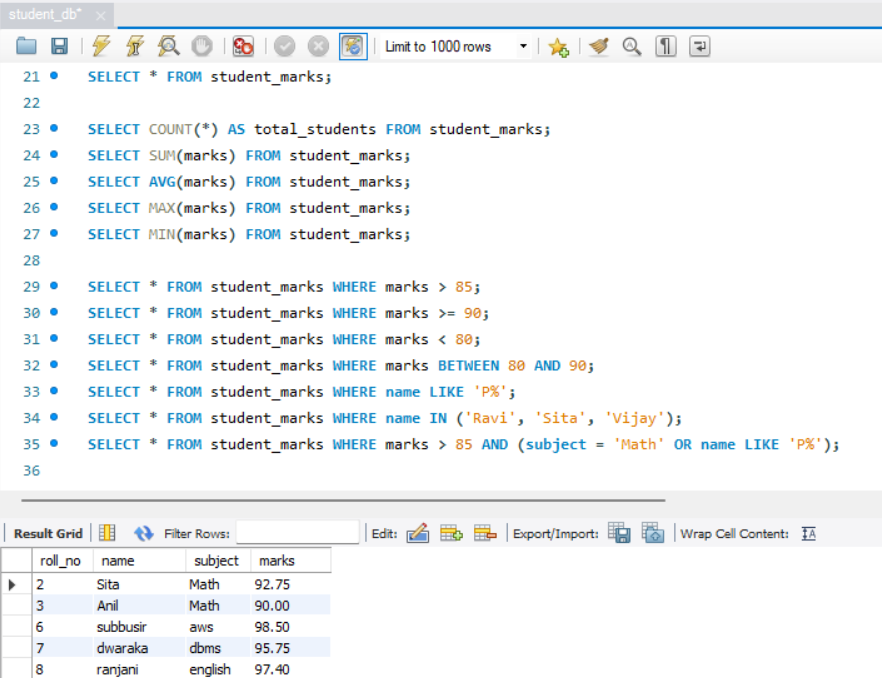 student_db*
Limit to 1000 rows
21 SELECT * FROM student_marks;
22
23 SELECT COUNT(*) AS total_students FROM student_marks;
24 SELECT SUM(marks) FROM student_marks;
25 SELECT AVG(marks) FROM student_marks;
26 SELECT MAX(marks) FROM student_marks;
27 SELECT MIN(marks) FROM student_marks;
28
29 SELECT * FROM student_marks WHERE marks > 85;
30 SELECT * FROM student_marks WHERE marks >= 90;
31 SELECT * FROM student_marks WHERE marks < 80;
32 SELECT * FROM student_marks WHERE marks BETWEEN 80 AND 90;
33 SELECT * FROM student_marks WHERE name LIKE 'P%';
34 SELECT * FROM student_marks WHERE name IN ('Ravi', 'Sita', 'Vijay');
35 SELECT * FROM student_marks WHERE marks > 85 AND (subject = 'Math' OR name LIKE 'P%');
36
Result Grid Filter Rows: Edit: Export/Import: Wrap Cell Content:
roll_no name subject marks
2 Sita Math 92.75
3 Anil Math 90.00
6 subbusir aws 98.50
7 dwaraka dbms 95.75
8 ranjani english 97.40